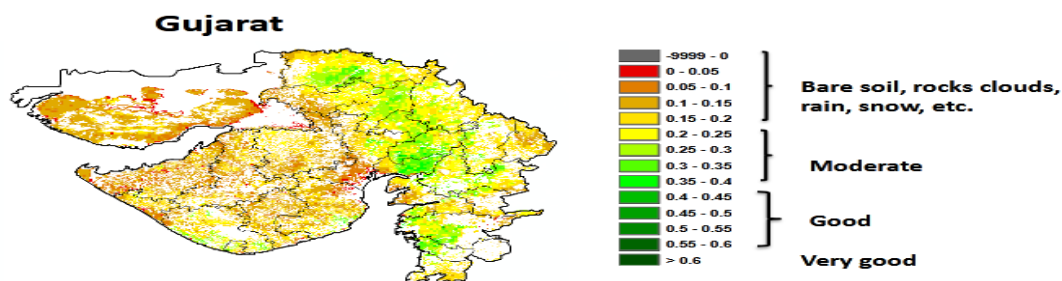 Gujarat
-9999 - 0
0 - 0.05
0.05 - 0.1
0.1 - 0.15
0.15 - 0.2
0.2 - 0.25
0.25 - 0.3
0.3 - 0.35
0.35 - 0.4
0.4 - 0.45
0.45 - 0.5
0.5 - 0.55
0.55 - 0.6
> 0.6
Bare soil, rocks clouds,
rain, snow, etc.
Moderate
Good
Very good